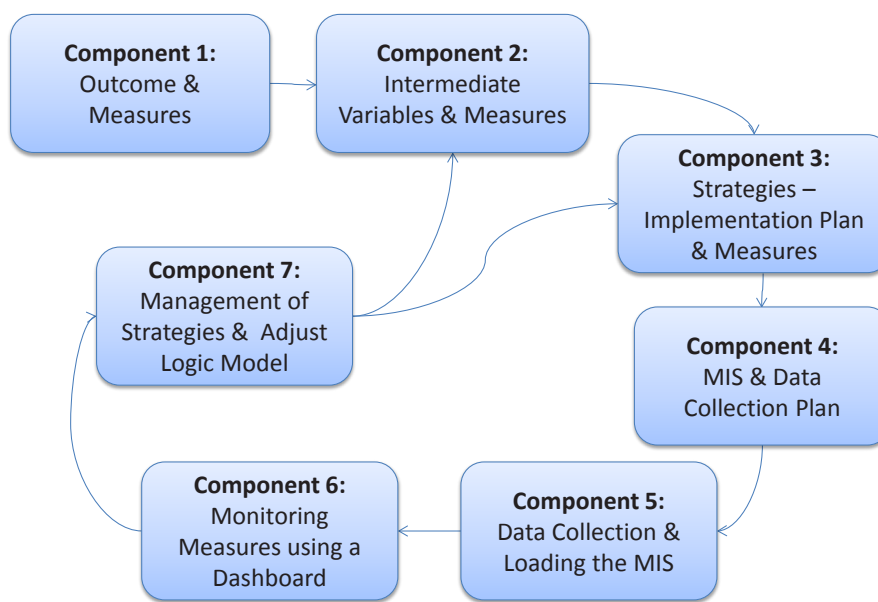 Component 1:
Outcome &
Measures
Component 2:
Intermediate
Variables & Measures
Component 3:
Strategies –
Implementation Plan
& Measures
Component 4:
MIS & Data
Collection Plan
Component 5:
Data Collection &
Loading the MIS
Component 6:
Monitoring
Measures using a
Dashboard
Component 7:
Management of
Strategies & Adjust
Logic Model